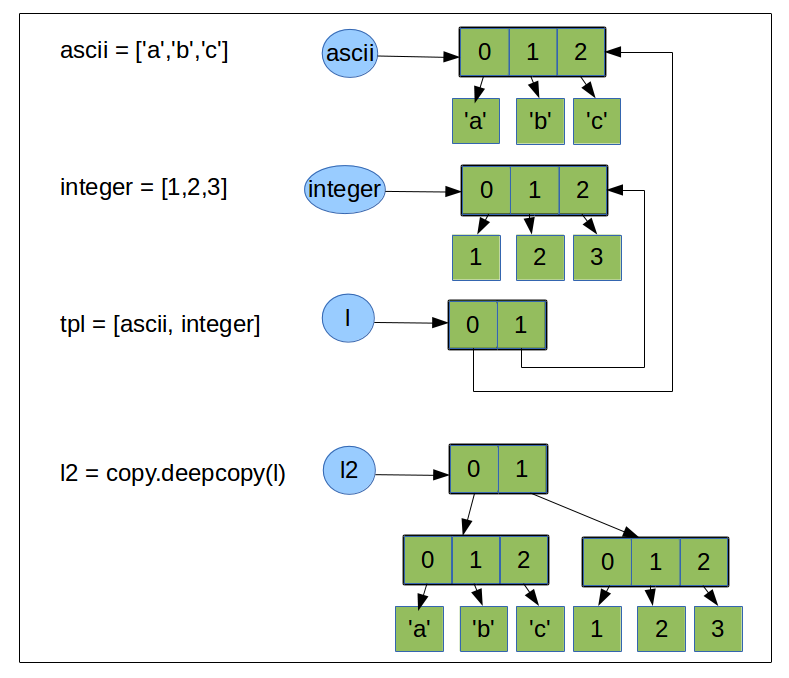 ascii = ['a','b','c'] ascii 0 1 2
'a' 'b' 'c'
integer = [1,2,3] integer 0 1 2
1 2 3
tpl = [ascii, integer] l 0 1
l2 = copy.deepcopy(l) l2 0 1
0 1 2 0 1 2
'a' 'b' 'c' 1 2 3